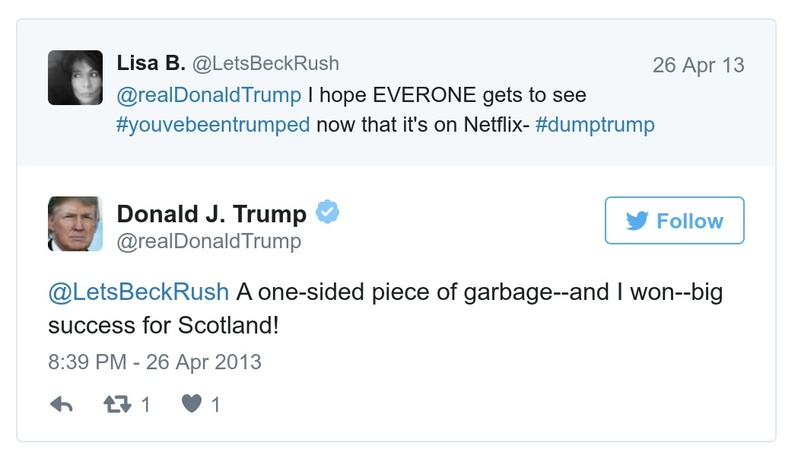 Lisa B. @LetsBeckRush 26 Apr 13
@realDonaldTrump I hope EVERONE gets to see
#youvebeentrumped now that it's on Netflix- #dumptrump
Donald J. Trump
@realDonaldTrump
Follow
@LetsBeckRush A one-sided piece of garbage--and I won--big
success for Scotland!
8:39 PM - 26 Apr 2013
1 1